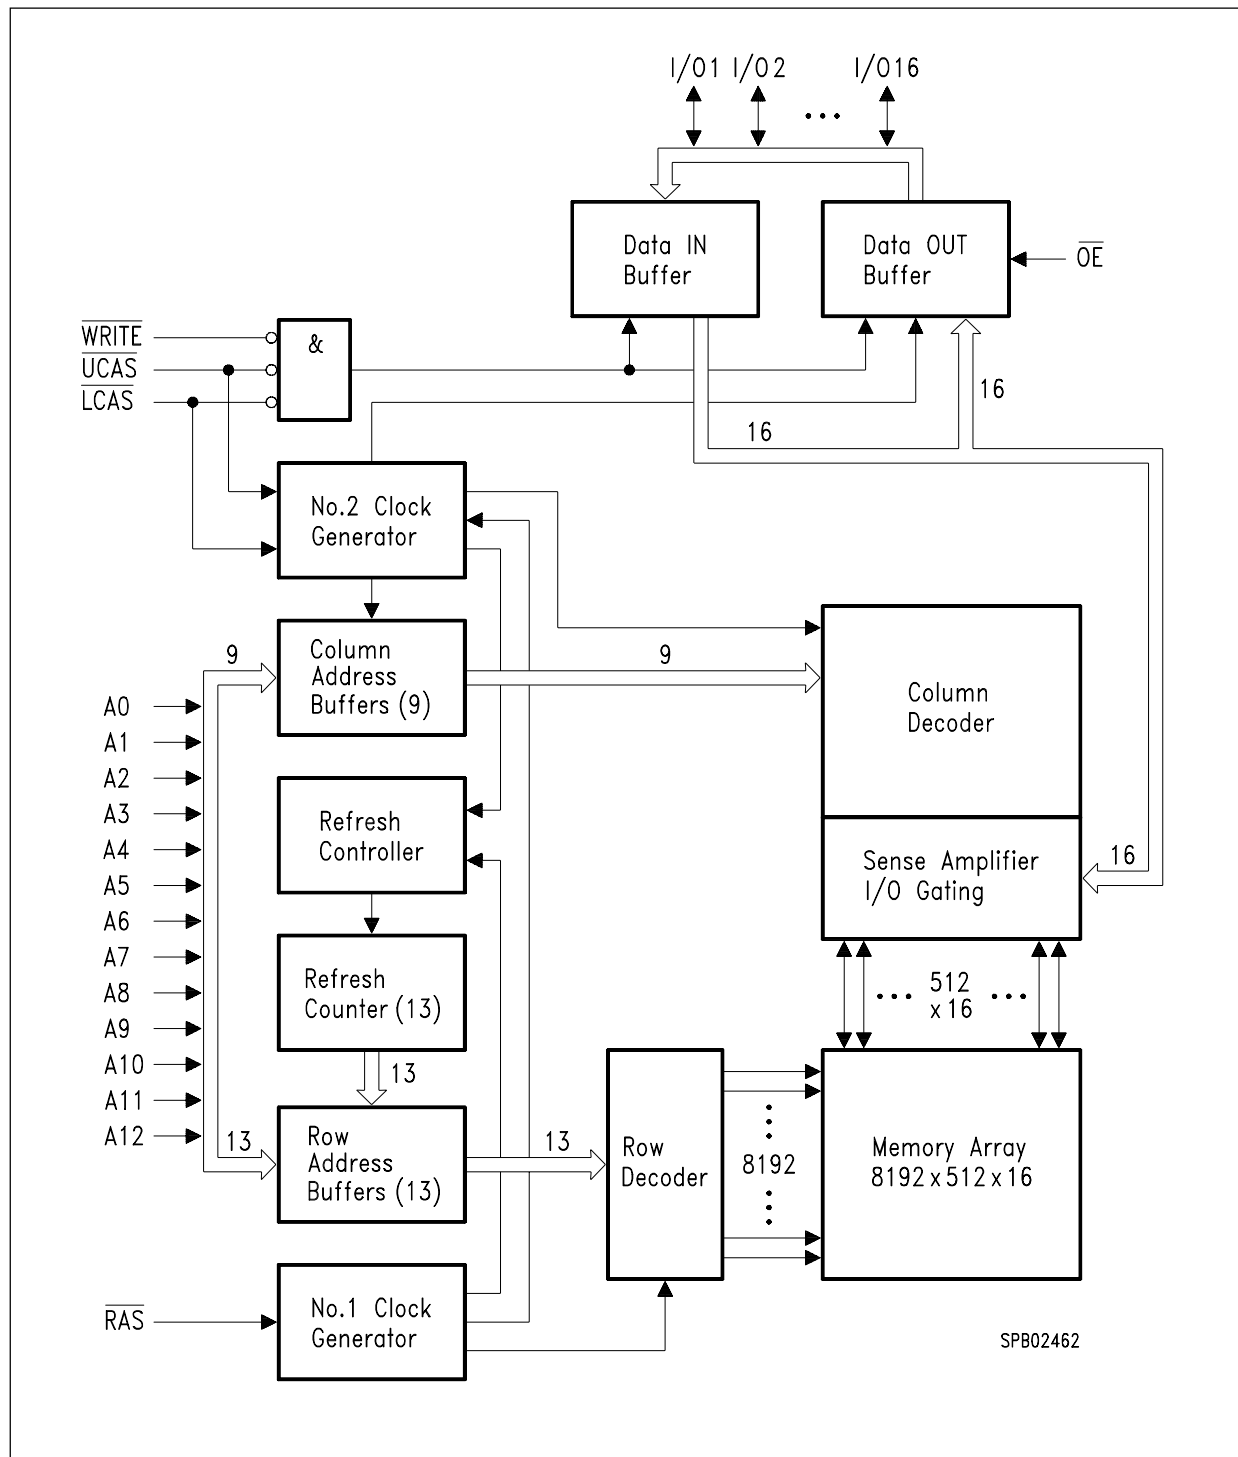 I/O1 I/O2 ... I/O16
Data IN
Buffer
Data OUT
Buffer
OE
WRITE
UCAS
LCAS
&
16
16
No.2 Clock
Generator
9
Column
Address
Buffers (9)
9
Column
Decoder
A0
A1
A2
A3
A4
A5
A6
A7
A8
A9
A10
A11
A12
Refresh
Controller
Sense Amplifier
I/O Gating
16
Refresh
Counter (13)
... 512 ...
x 16
13
13
Row
Address
Buffers (13)
13
Row
Decoder
8192
Memory Array
8192 x 512 x 16
RAS
No.1 Clock
Generator
SPB02462